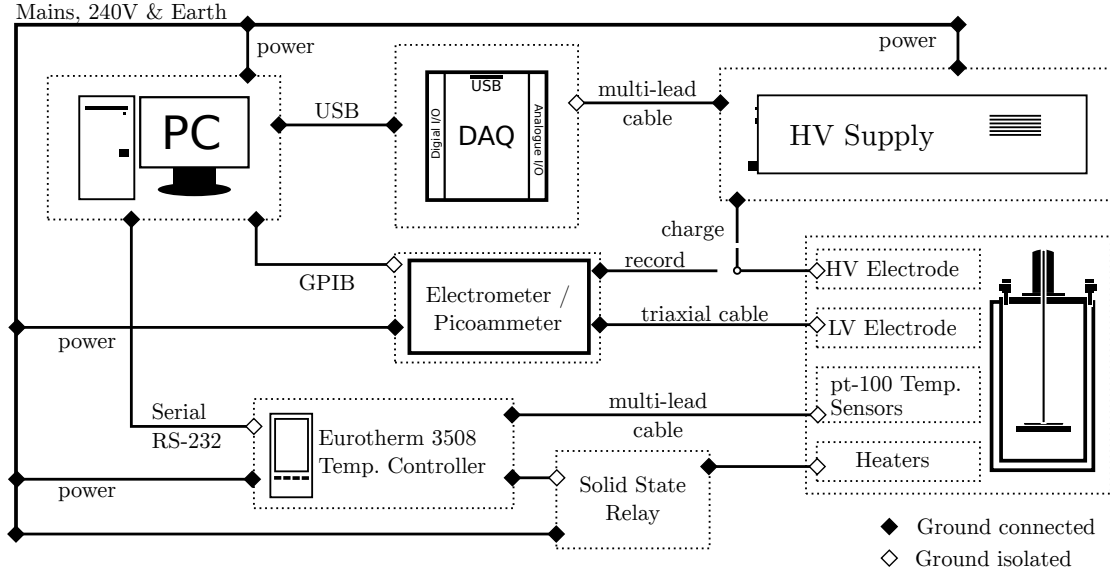 Mains, 240V & Earth
power
power
PC
USB
USB
Digial I/O
DAQ
Analogue I/O
multi-lead
cable
HV Supply
charge
record
GPIB
Electrometer /
Picoammeter
triaxial cable
power
HV Electrode
LV Electrode
pt-100 Temp.
Sensors
Heaters
Serial
RS-232
Eurotherm 3508
Temp. Controller
multi-lead
cable
power
Solid State
Relay
Ground connected
Ground isolated